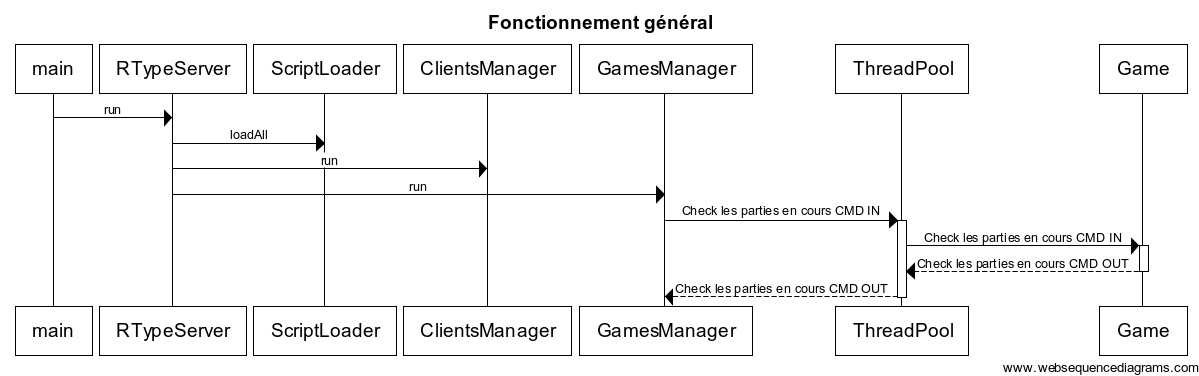 Fonctionnement général
main
RTypeServer
ScriptLoader
ClientsManager
GamesManager
ThreadPool
Game
run
loadAll
run
run
Check les parties en cours CMD IN
Check les parties en cours CMD IN
Check les parties en cours CMD OUT
Check les parties en cours CMD OUT
main
RTypeServer
ScriptLoader
ClientsManager
GamesManager
ThreadPool
Game
www.websequencediagrams.com